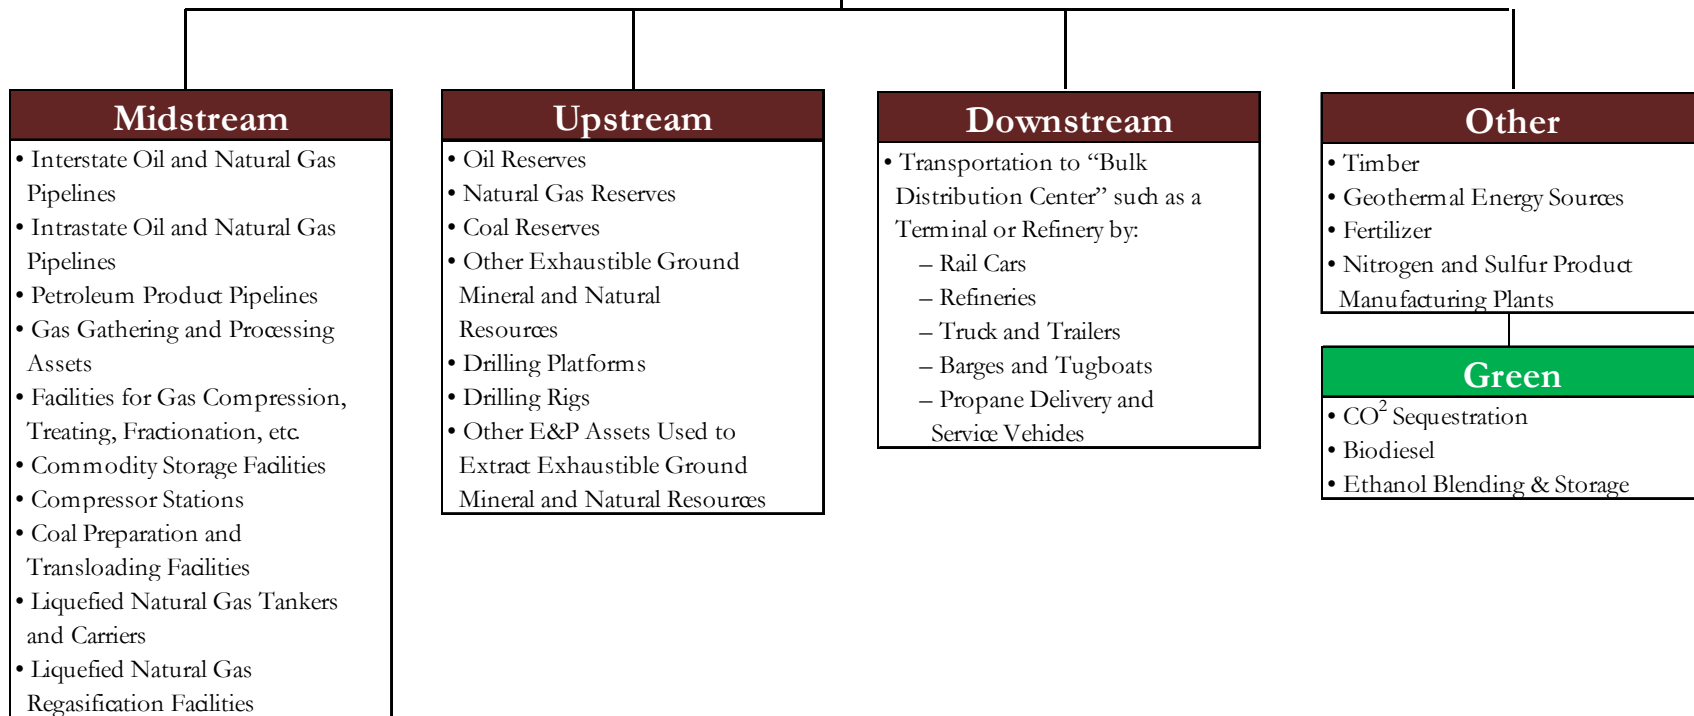 Midstream
• Interstate Oil and Natural Gas
Pipelines
• Intrastate Oil and Natural Gas
Pipelines
• Petroleum Product Pipelines
• Gas Gathering and Processing
Assets
• Facilities for Gas Compression,
Treating, Fractionation, etc.
• Commodity Storage Facilities
• Compressor Stations
• Coal Preparation and
Transloading Facilities
• Liquefied Natural Gas Tankers
and Carriers
• Liquefied Natural Gas
Regasification Facilities
Upstream
• Oil Reserves
• Natural Gas Reserves
• Coal Reserves
• Other Exhaustible Ground
Mineral and Natural
Resources
• Drilling Platforms
• Drilling Rigs
• Other E&P Assets Used to
Extract Exhaustible Ground
Mineral and Natural Resources
Downstream
• Transportation to “Bulk
Distribution Center” such as a
Terminal or Refinery by:
– Rail Cars
– Refineries
– Truck and Trailers
– Barges and Tugboats
– Propane Delivery and
Service Vehicles
Other
• Timber
• Geothermal Energy Sources
• Fertilizer
• Nitrogen and Sulfur Product
Manufacturing Plants
Green
• CO² Sequestration
• Biodiesel
• Ethanol Blending & Storage